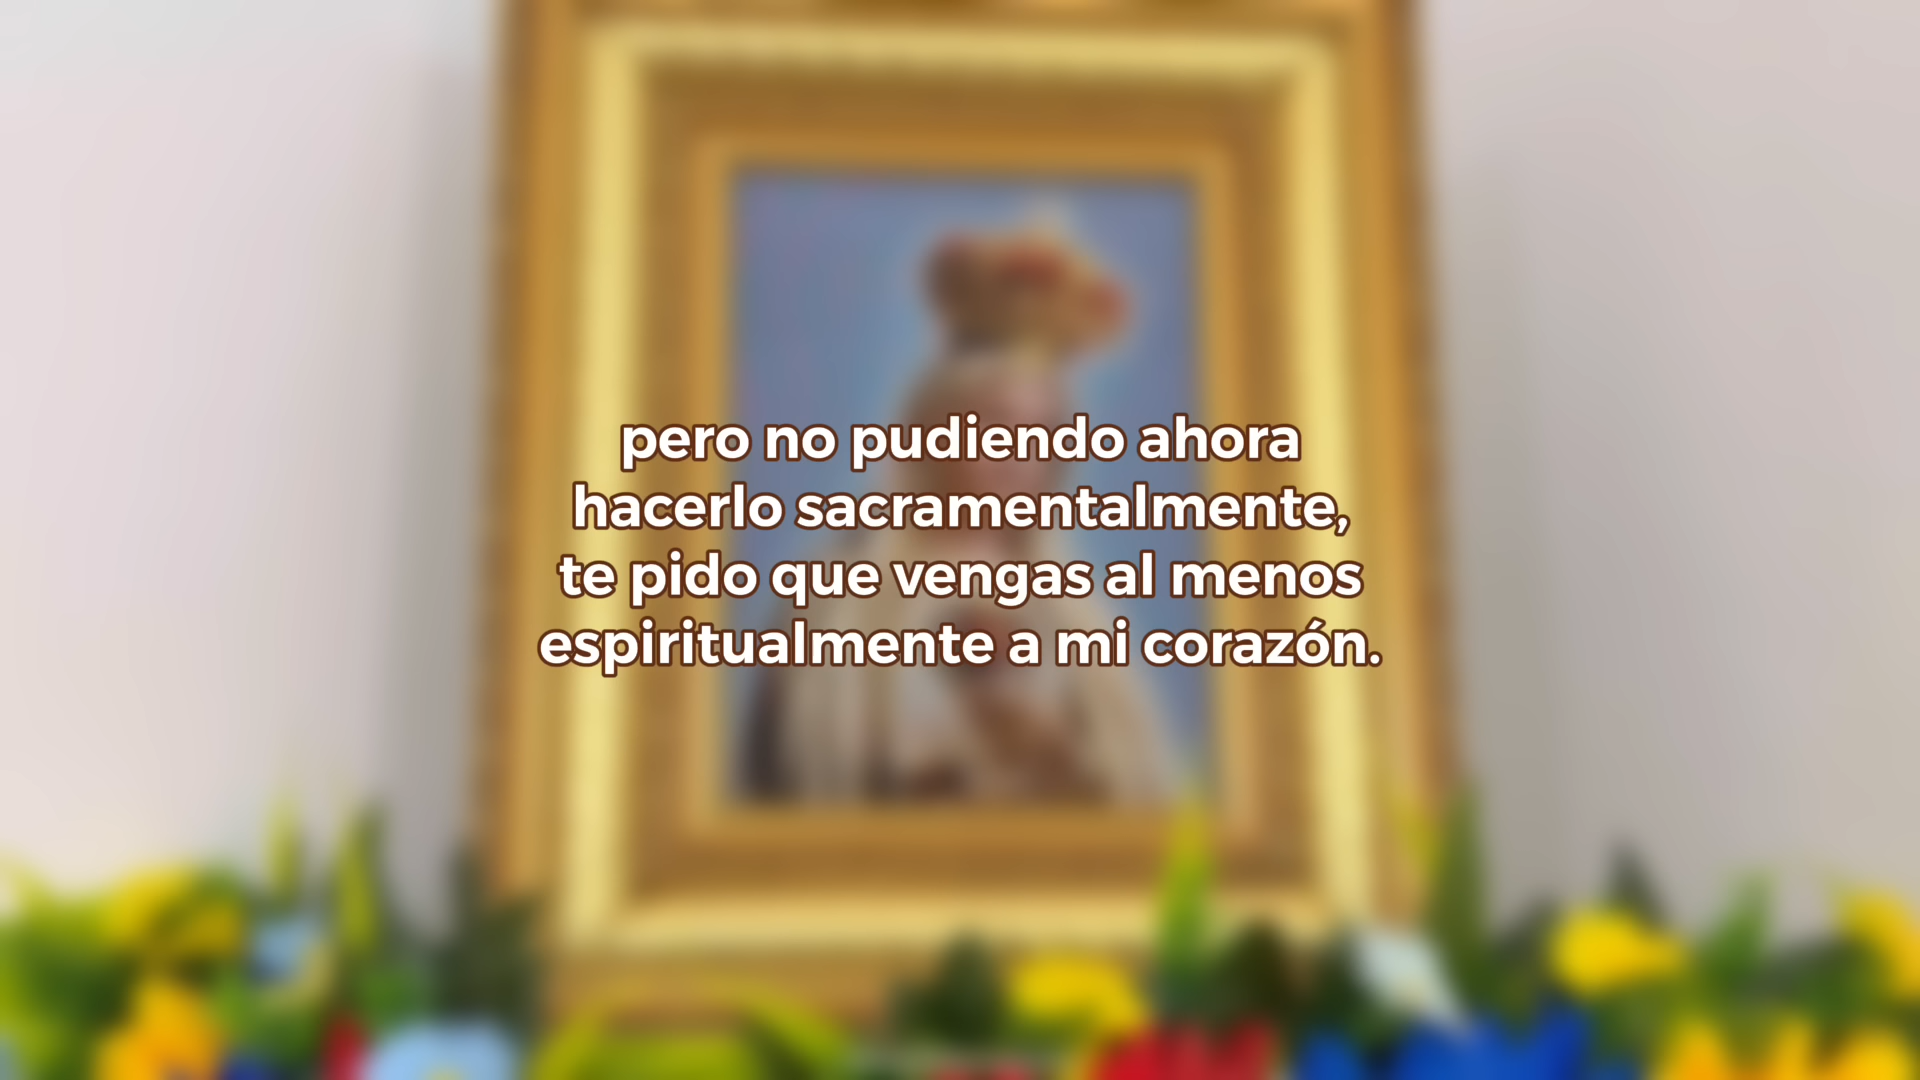 pero no pudiendo ahora
hacerlo sacramentalmente,
te pido que vengas al menos
espiritualmente a mi corazón.